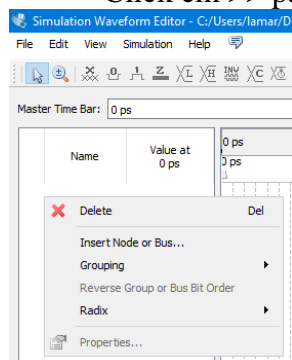 Simulation Waveform Editor - C:/Users/lamar/D
File Edit View Simulation Help
Master Time Bar: 0 ps
Name Value at 0 ps
0 ps
0 ps
Delete Del
Insert Node or Bus...
Grouping
Reverse Group or Bus Bit Order
Radix
Properties...